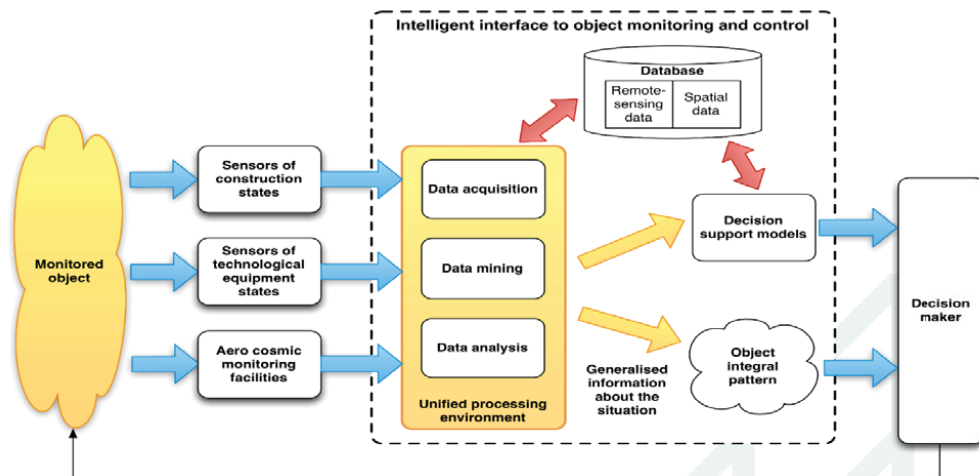 Intelligent interface to object monitoring and control
Database
Remote-
sensing
data
Spatial
data
Monitored
object
Sensors of
construction
states
Sensors of
technological
equipment
states
Aero cosmic
monitoring
facilities
Data acquisition
Data mining
Data analysis
Unified processing
environment
Decision
support models
Generalised
information
about the
situation
Object
integral
pattern
Decision
maker